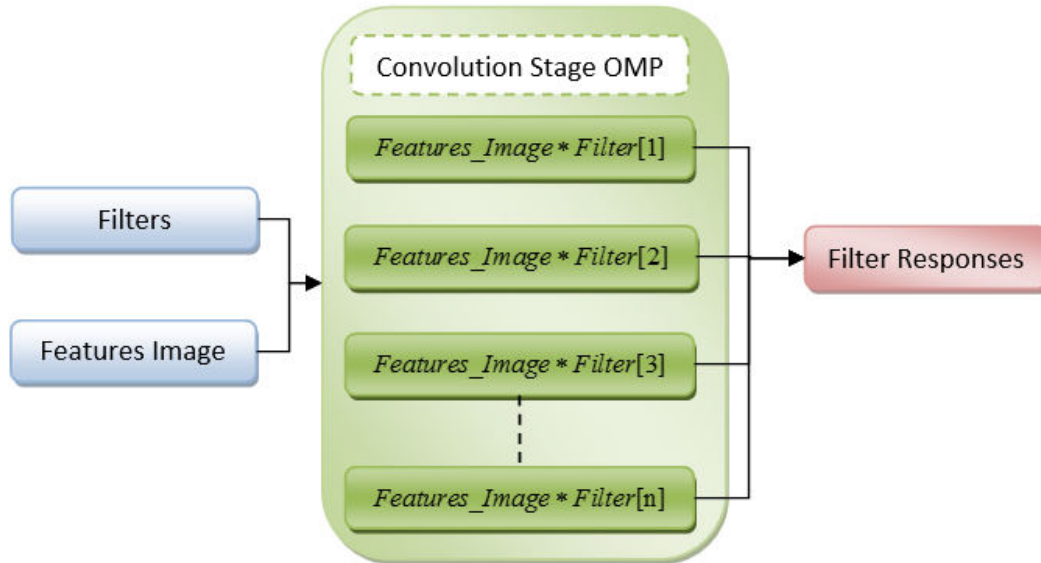 Convolution Stage OMP
Features_Image * Filter[1]
Filters
Features_Image * Filter[2]
Filter Responses
Features Image
Features_Image * Filter[3]
Features_Image * Filter[n]